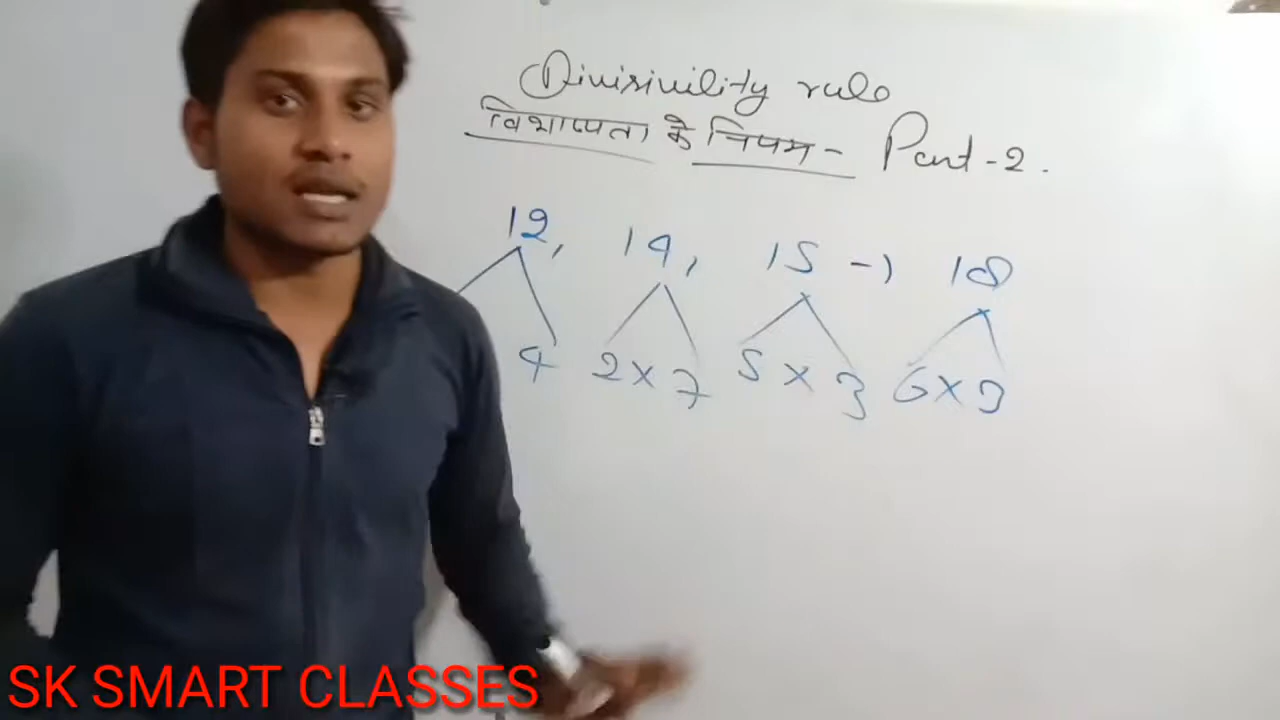 Divisivility rule
विभाज्यता के नियम - Part - 2.
12, 14, 15 -, 18
4 2 x 7 5 x 3 6 x 3
SK SMART CLASSES